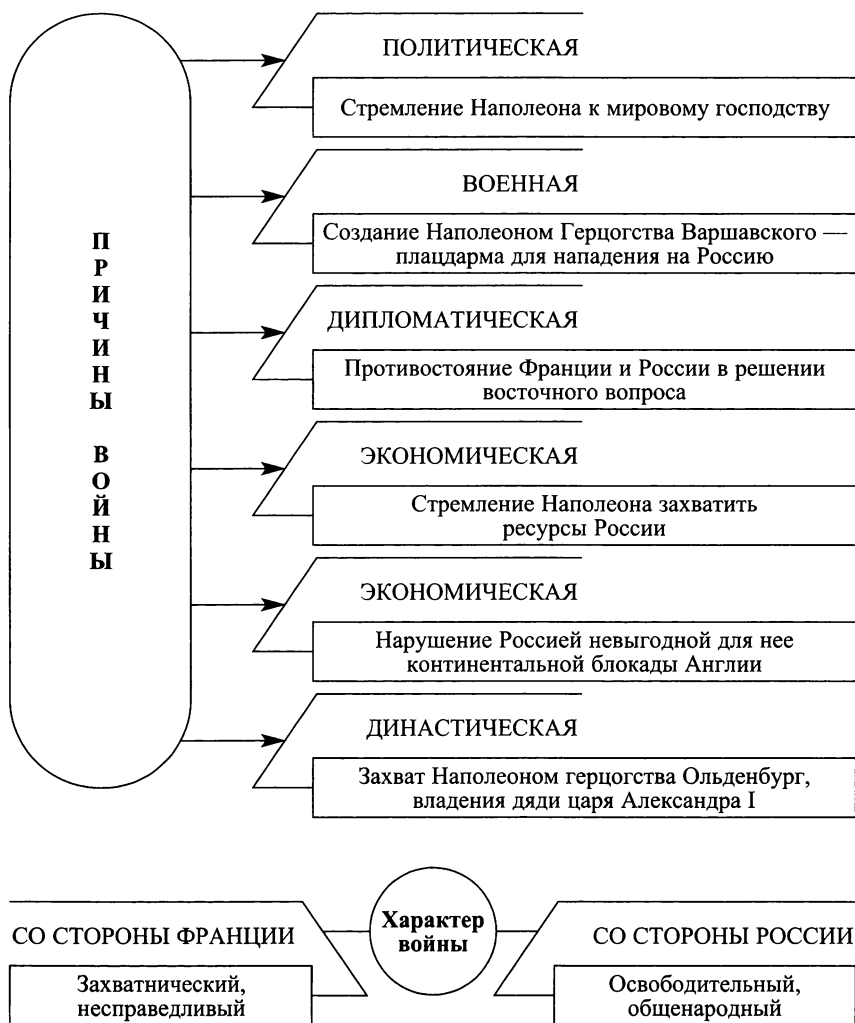 ПРИЧИНЫ ВОЙНЫ
ПОЛИТИЧЕСКАЯ
Стремление Наполеона к мировому господству
ВОЕННАЯ
Создание Наполеоном Герцогства Варшавского —
плацдарма для нападения на Россию
ДИПЛОМАТИЧЕСКАЯ
Противостояние Франции и России в решении
восточного вопроса
ЭКОНОМИЧЕСКАЯ
Стремление Наполеона захватить
ресурсы России
ЭКОНОМИЧЕСКАЯ
Нарушение Россией невыгодной для нее
континентальной блокады Англии
ДИНАСТИЧЕСКАЯ
Захват Наполеоном герцогства Ольденбург,
владения дяди царя Александра I
Характер
войны
СО СТОРОНЫ ФРАНЦИИ
Захватнический,
несправедливый
СО СТОРОНЫ РОССИИ
Освободительный,
общенародный